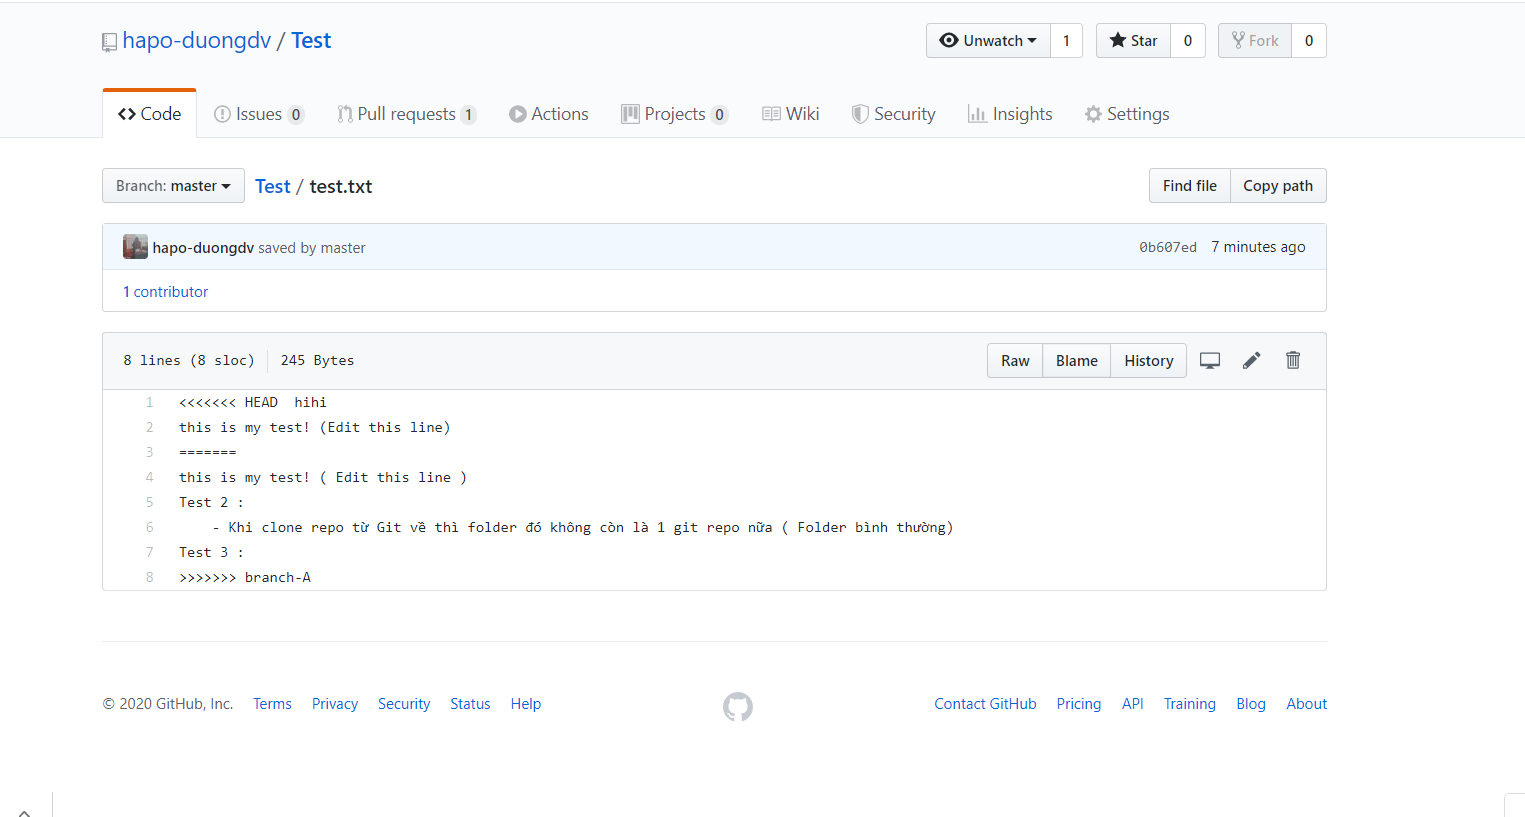 hapo-duongdv / Test
Unwatch 1 Star 0 Fork 0
Code Issues 0 Pull requests 1 Actions Projects 0 Wiki Security Insights Settings
Branch: master Test / test.txt Find file Copy path
hapo-duongdv saved by master 0b607ed 7 minutes ago
1 contributor
8 lines (8 sloc) 245 Bytes Raw Blame History
1 <<<<<<< HEAD  hihi
2 this is my test! (Edit this line)
3 =======
4 this is my test! ( Edit this line )
5 Test 2 :
6     - Khi clone repo từ Git về thì folder đó không còn là 1 git repo nữa ( Folder bình thường)
7 Test 3 :
8 >>>>>>> branch-A
© 2020 GitHub, Inc. Terms Privacy Security Status Help Contact GitHub Pricing API Training Blog About